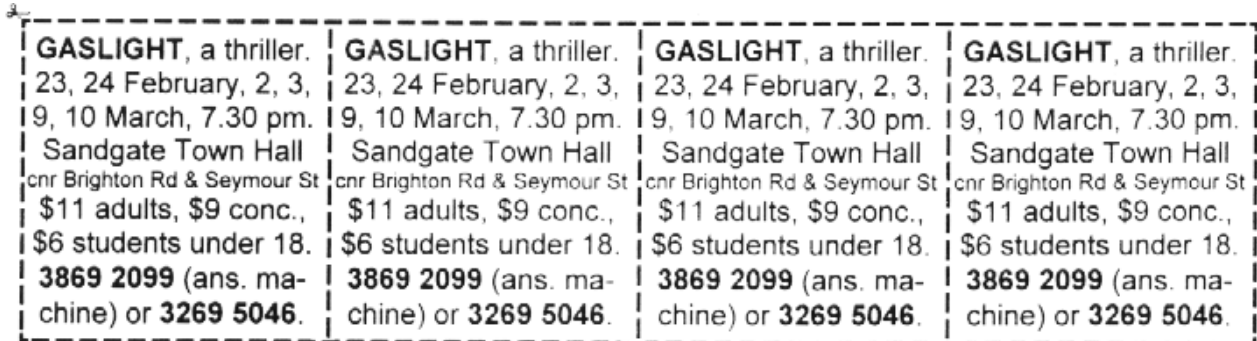 GASLIGHT, a thriller.
23, 24 February, 2, 3,
9, 10 March, 7.30 pm.
Sandgate Town Hall
cnr Brighton Rd & Seymour St
$11 adults, $9 conc.,
$6 students under 18.
3869 2099 (ans. ma-
chine) or 3269 5046.
GASLIGHT, a thriller.
23, 24 February, 2, 3,
9, 10 March, 7.30 pm.
Sandgate Town Hall
cnr Brighton Rd & Seymour St
$11 adults, $9 conc.,
$6 students under 18.
3869 2099 (ans. ma-
chine) or 3269 5046.
GASLIGHT, a thriller.
23, 24 February, 2, 3,
9, 10 March, 7.30 pm.
Sandgate Town Hall
cnr Brighton Rd & Seymour St
$11 adults, $9 conc.,
$6 students under 18.
3869 2099 (ans. ma-
chine) or 3269 5046.
GASLIGHT, a thriller.
23, 24 February, 2, 3,
9, 10 March, 7.30 pm.
Sandgate Town Hall
cnr Brighton Rd & Seymour St
$11 adults, $9 conc.,
$6 students under 18.
3869 2099 (ans. ma-
chine) or 3269 5046.